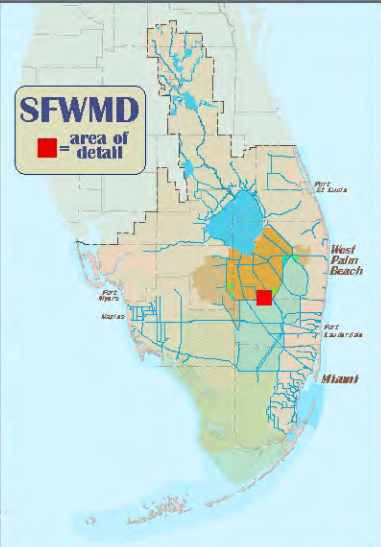 SFWMD
= area of
detail
Port
St Lucie
West
Palm
Beach
Fort
Myers
Naples
Fort
Lauderdale
Miami